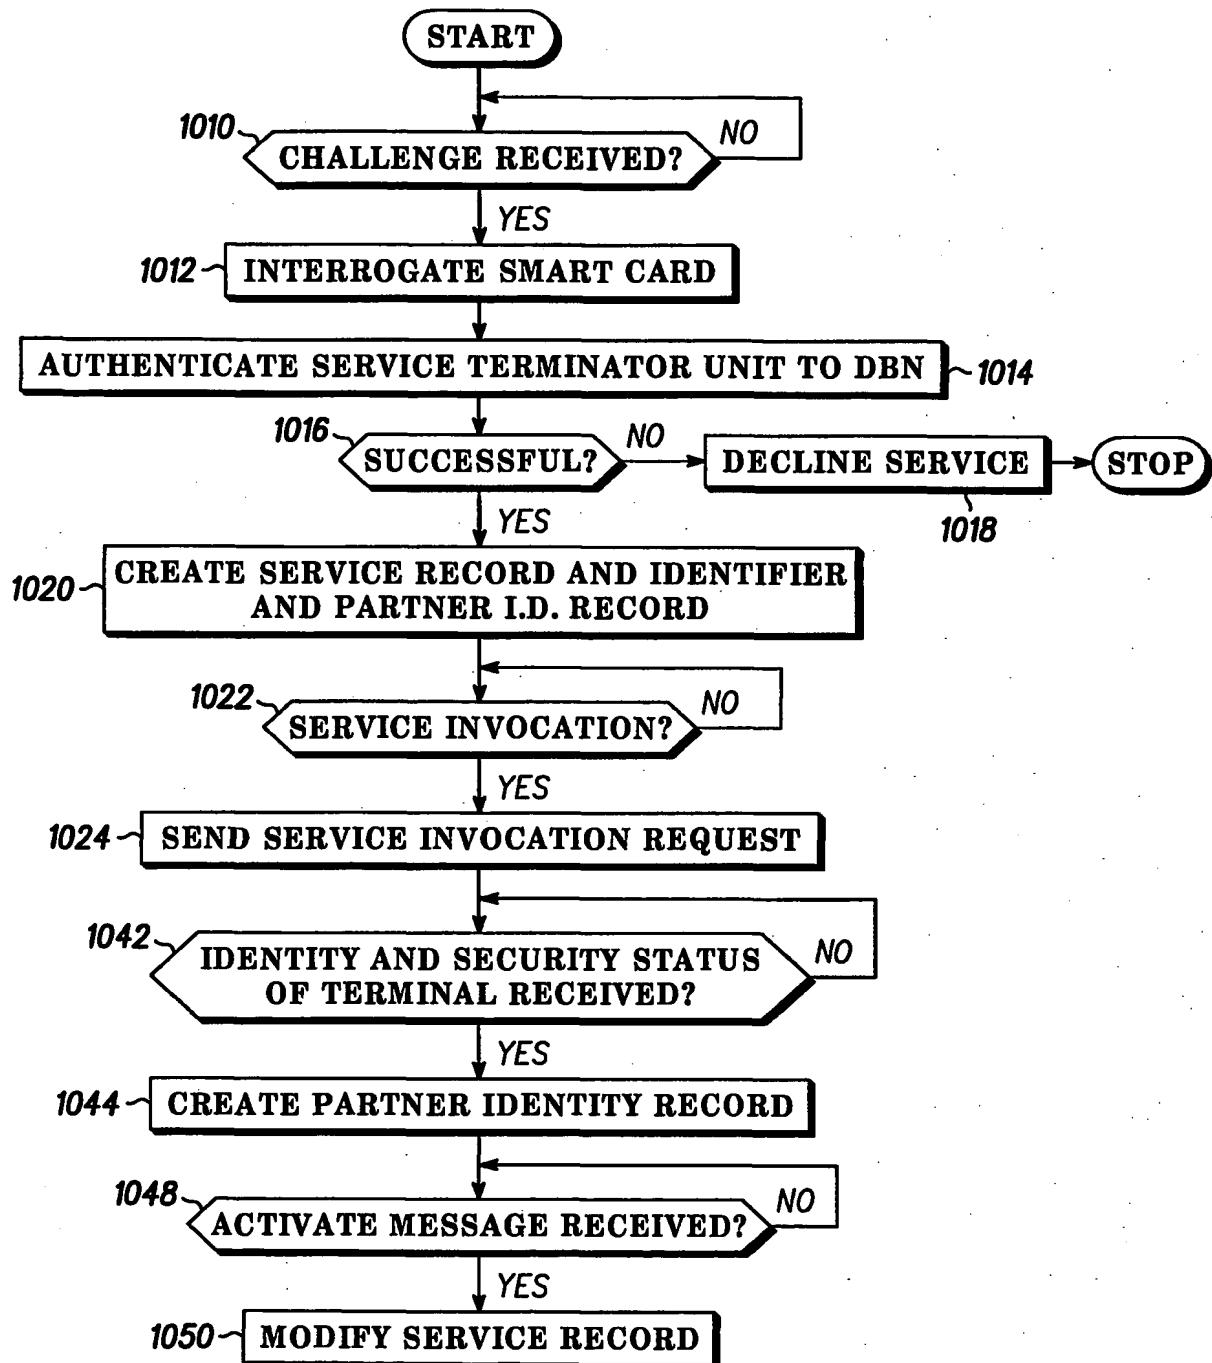 START
1010
CHALLENGE RECEIVED?
NO
YES
1012
INTERROGATE SMART CARD
AUTHENTICATE SERVICE TERMINATOR UNIT TO DBN
1014
1016
SUCCESSFUL?
NO
DECLINE SERVICE
STOP
1018
YES
1020
CREATE SERVICE RECORD AND IDENTIFIER
AND PARTNER I.D. RECORD
1022
SERVICE INVOCATION?
NO
YES
1024
SEND SERVICE INVOCATION REQUEST
1042
IDENTITY AND SECURITY STATUS
OF TERMINAL RECEIVED?
NO
YES
1044
CREATE PARTNER IDENTITY RECORD
1048
ACTIVATE MESSAGE RECEIVED?
NO
YES
1050
MODIFY SERVICE RECORD